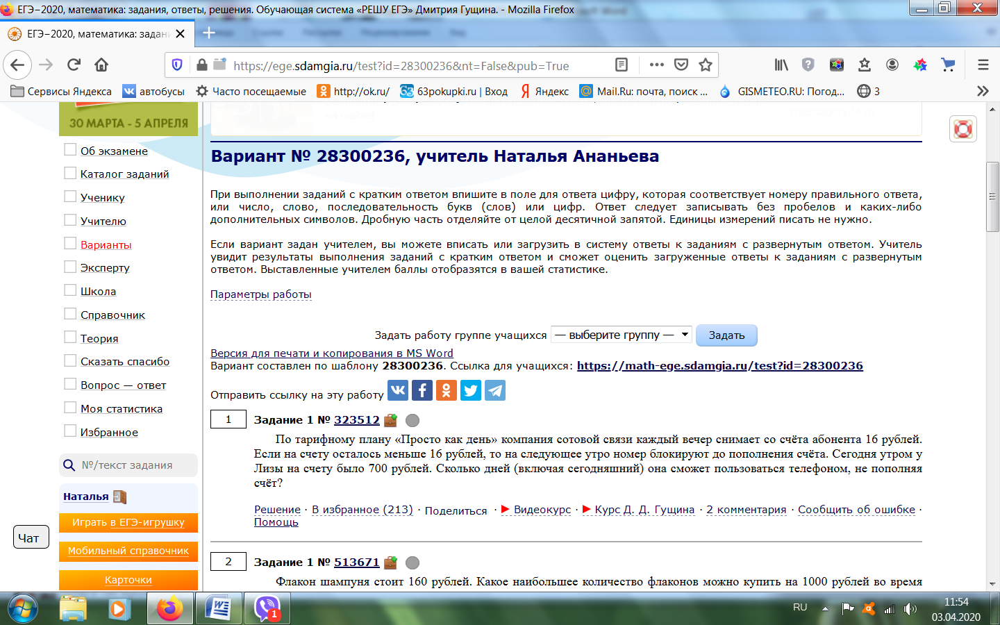 ЕГЭ−2020, математика: задания, ответы, решения. Обучающая система «РЕШУ ЕГЭ» Дмитрия Гущина. - Mozilla Firefox
ЕГЭ−2020, математика: задани
https://ege.sdamgia.ru/test?id=28300236&nt=False&pub=True
Сервисы Яндекса
автобусы
Часто посещаемые
http://ok.ru/
63pokupki.ru | Вход
Яндекс
Mail.Ru: почта, поиск ...
GISMETEO.RU: Погод...
3
30 МАРТА - 5 АПРЕЛЯ
Об экзамене
Каталог заданий
Ученику
Учителю
Варианты
Эксперту
Школа
Справочник
Теория
Сказать спасибо
Вопрос — ответ
Моя статистика
Избранное
№/текст задания
Наталья
Играть в ЕГЭ-игрушку
Мобильный справочник
Карточки
Чат
Вариант № 28300236, учитель Наталья Ананьева
При выполнении заданий с кратким ответом впишите в поле для ответа цифру, которая соответствует номеру правильного ответа,
или число, слово, последовательность букв (слов) или цифр. Ответ следует записывать без пробелов и каких-либо
дополнительных символов. Дробную часть отделяйте от целой десятичной запятой. Единицы измерений писать не нужно.
Если вариант задан учителем, вы можете вписать или загрузить в систему ответы к заданиям с развернутым ответом. Учитель
увидит результаты выполнения заданий с кратким ответом и сможет оценить загруженные ответы к заданиям с развернутым
ответом. Выставленные учителем баллы отобразятся в вашей статистике.
Параметры работы
Задать работу группе учащихся — выберите группу — Задать
Версия для печати и копирования в MS Word
Вариант составлен по шаблону 28300236. Ссылка для учащихся: https://math-ege.sdamgia.ru/test?id=28300236
Отправить ссылку на эту работу
1 Задание 1 № 323512
По тарифному плану «Просто как день» компания сотовой связи каждый вечер снимает со счёта абонента 16 рублей.
Если на счету осталось меньше 16 рублей, то на следующее утро номер блокируют до пополнения счёта. Сегодня утром у
Лизы на счету было 700 рублей. Сколько дней (включая сегодняшний) она сможет пользоваться телефоном, не пополняя
счёт?
Решение · В избранное (213) · Поделиться · Видеокурс · Курс Д. Д. Гущина · 2 комментария · Сообщить об ошибке ·
Помощь
2 Задание 1 № 513671
Флакон шампуня стоит 160 рублей. Какое наибольшее количество флаконов можно купить на 1000 рублей во время
1
RU
11:54
03.04.2020